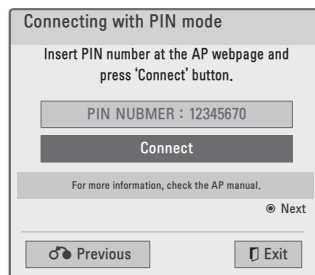 Connecting with PIN mode
Insert PIN number at the AP webpage and
press ‘Connect’ button.
PIN NUBMER : 12345670
Connect
For more information, check the AP manual.
Next
Previous
Exit